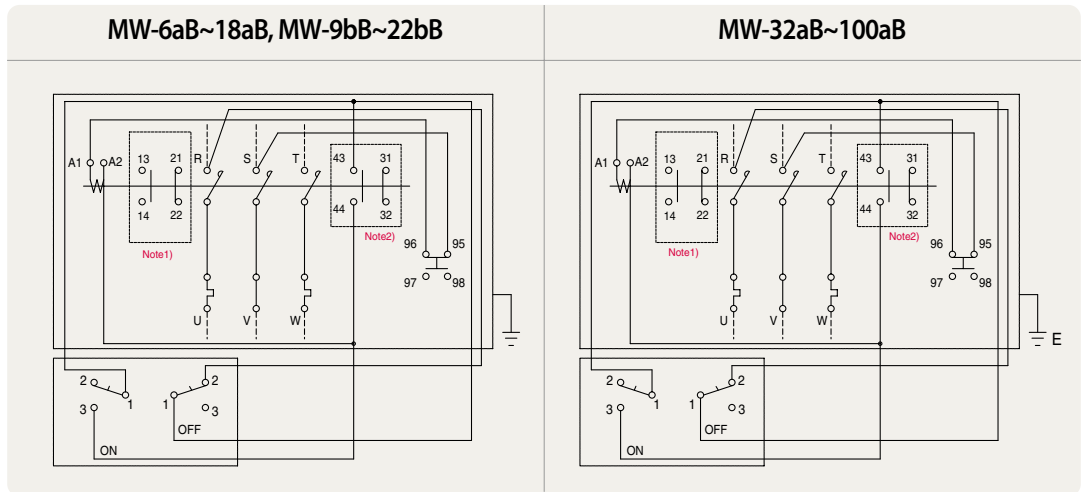 MW-6aB~18aB, MW-9bB~22bB
MW-32aB~100aB
A1 A2 13 21 R S T 43 31
14 22 44 32
Note1) Note2)
96 95
97 98
U V W
2 1 3 ON
1 2 3 OFF
A1 A2 13 21 R S T 43 31
14 22 44 32
Note1) Note2)
96 95
97 98
U V W
E
2 1 3 ON
1 2 3 OFF